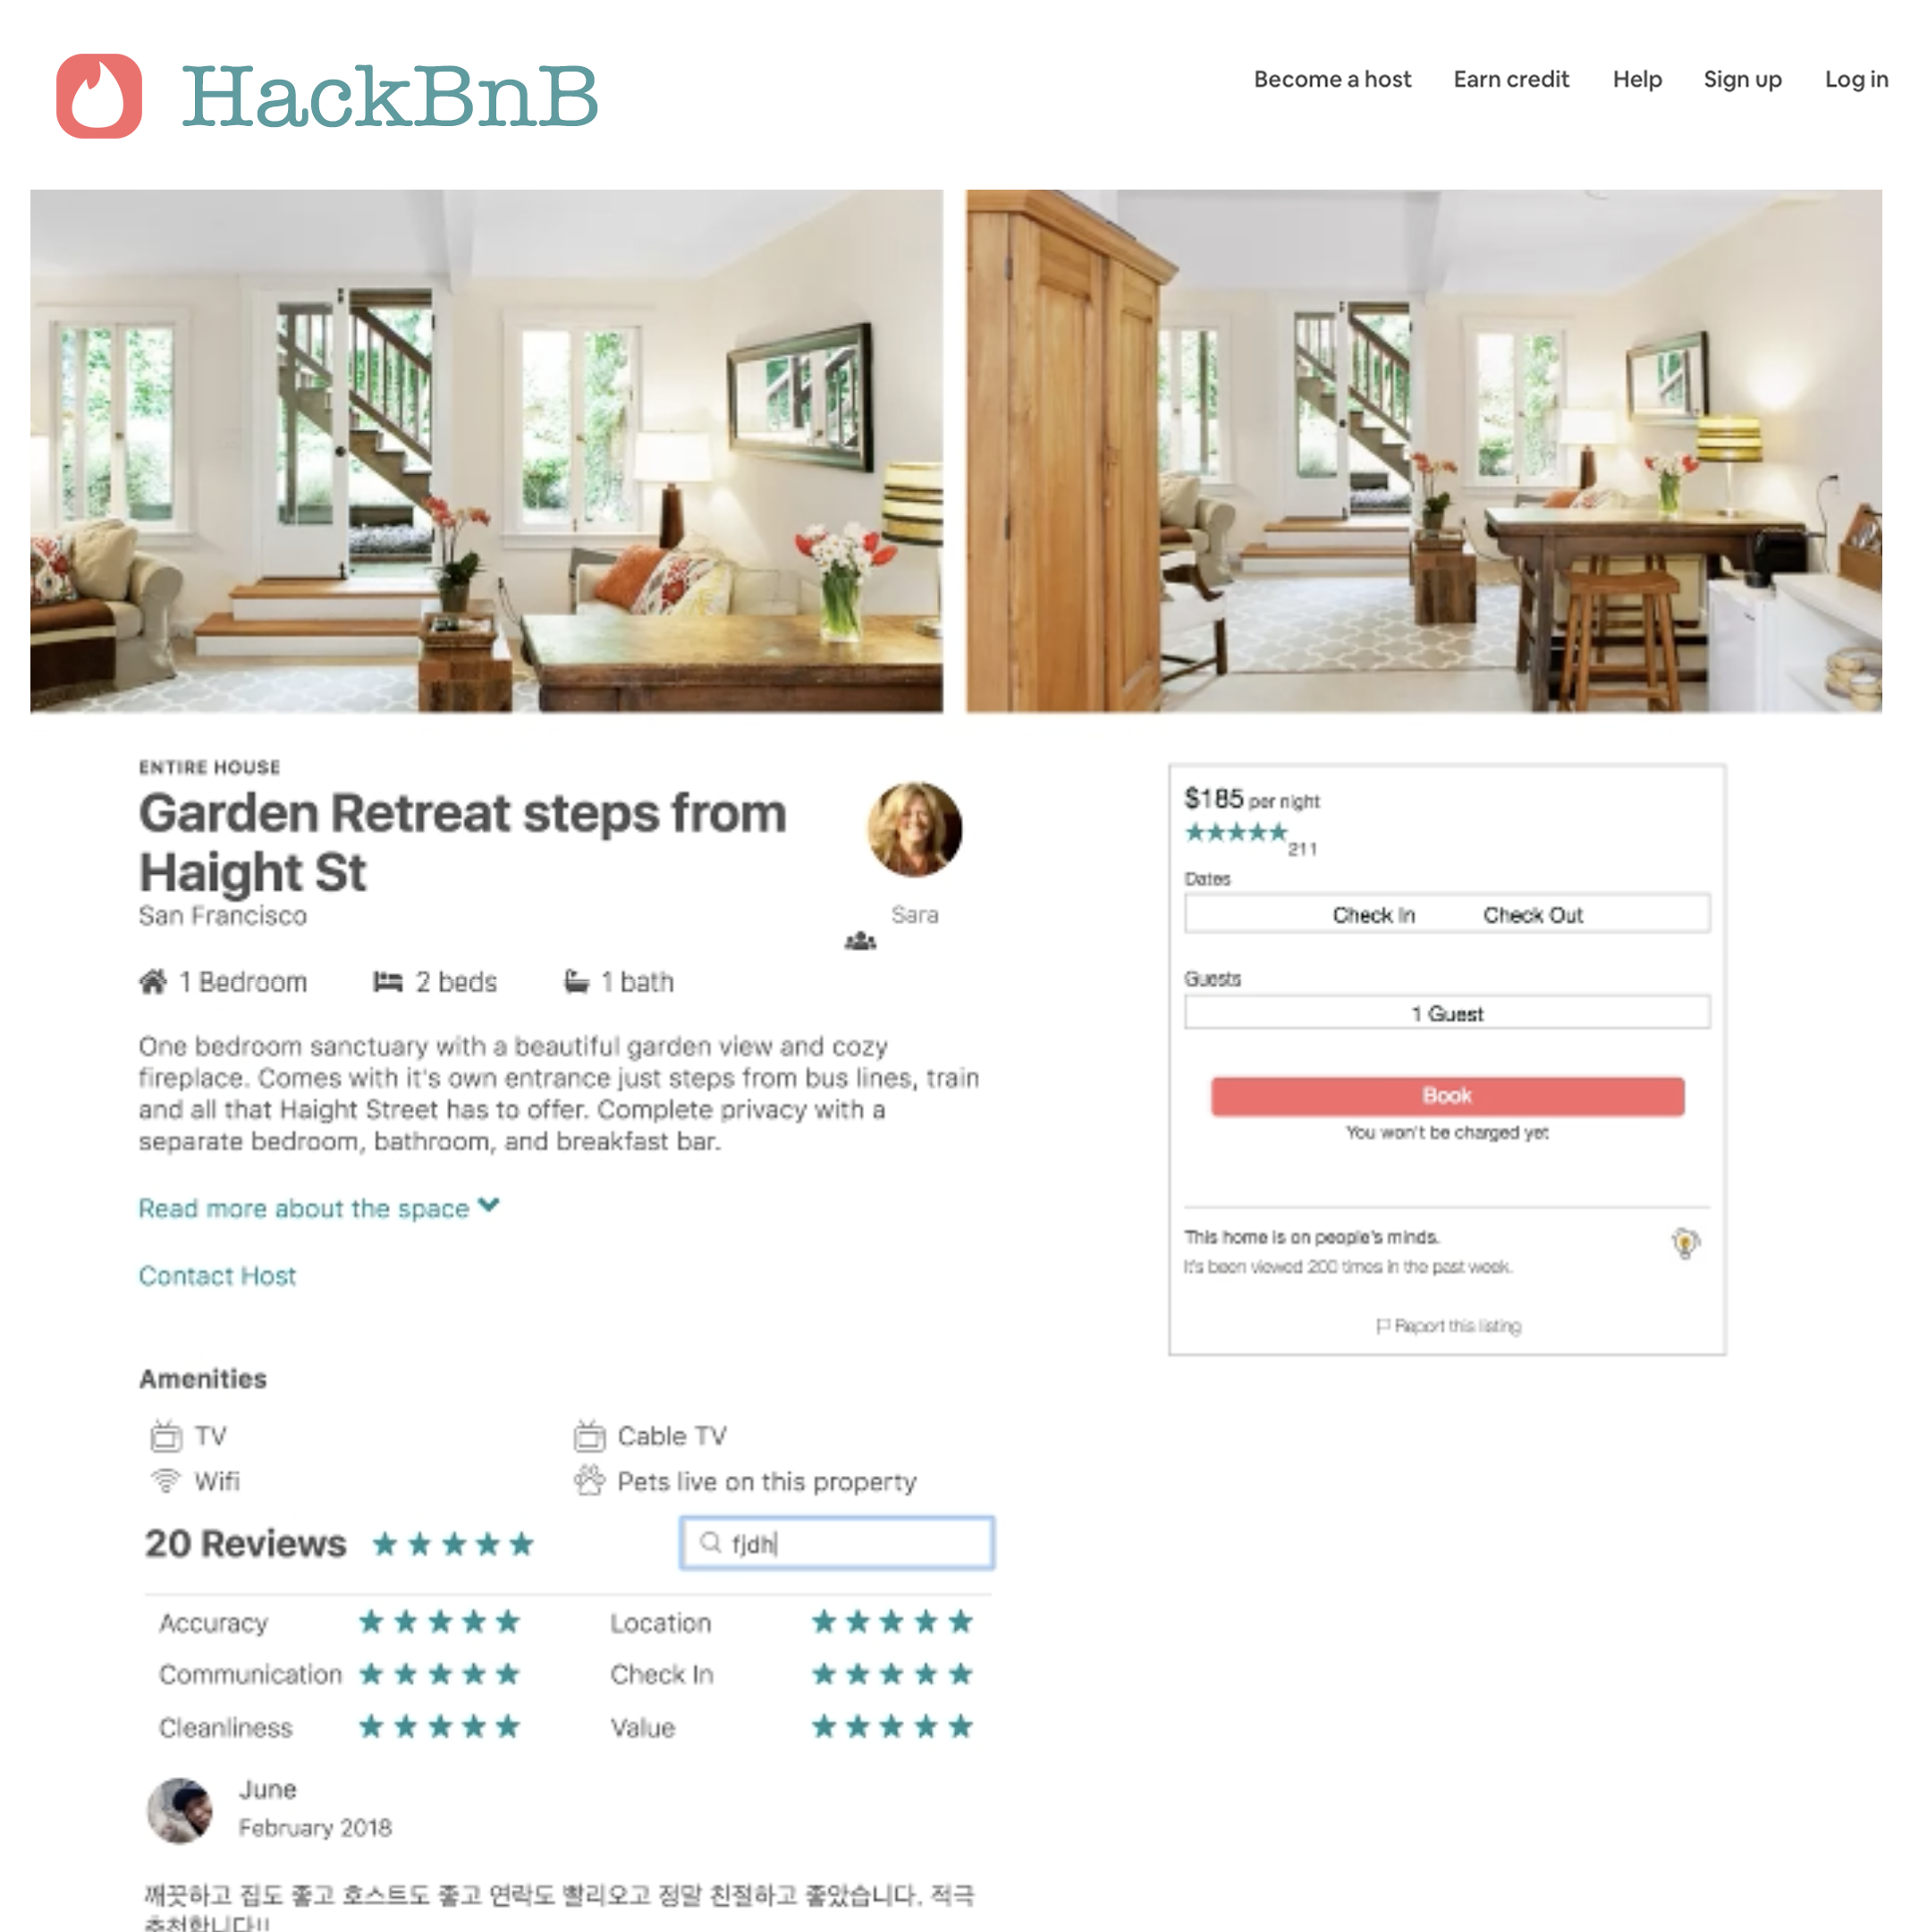 HackBnB
Become a host
Earn credit
Help
Sign up
Log in
ENTIRE HOUSE
Garden Retreat steps from
Haight St
San Francisco
Sara
1 Bedroom
2 beds
1 bath
One bedroom sanctuary with a beautiful garden view and cozy
fireplace. Comes with it's own entrance just steps from bus lines, train
and all that Haight Street has to offer. Complete privacy with a
separate bedroom, bathroom, and breakfast bar.
Read more about the space
Contact Host
Amenities
TV
Cable TV
Wifi
Pets live on this property
20 Reviews
fjdh
Accuracy
Location
Communication
Check In
Cleanliness
Value
June
February 2018
깨끗하고 집도 좋고 호스트도 좋고 연락도 빨리오고 정말 친절하고 좋았습니다. 적극
추천합니다!!
$185 per night
211
Dates
Check In
Check Out
Guests
1 Guest
Book
You won't be charged yet
This home is on people's minds.
It's been viewed 200 times in the past week.
Report this listing